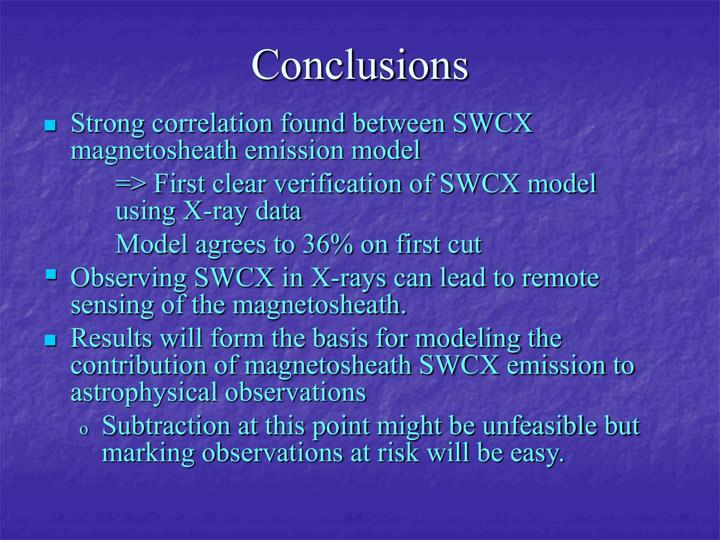 Conclusions
Strong correlation found between SWCX
magnetosheath emission model
=> First clear verification of SWCX model
using X-ray data
Model agrees to 36% on first cut
Observing SWCX in X-rays can lead to remote
sensing of the magnetosheath.
Results will form the basis for modeling the
contribution of magnetosheath SWCX emission to
astrophysical observations
o Subtraction at this point might be unfeasible but
marking observations at risk will be easy.